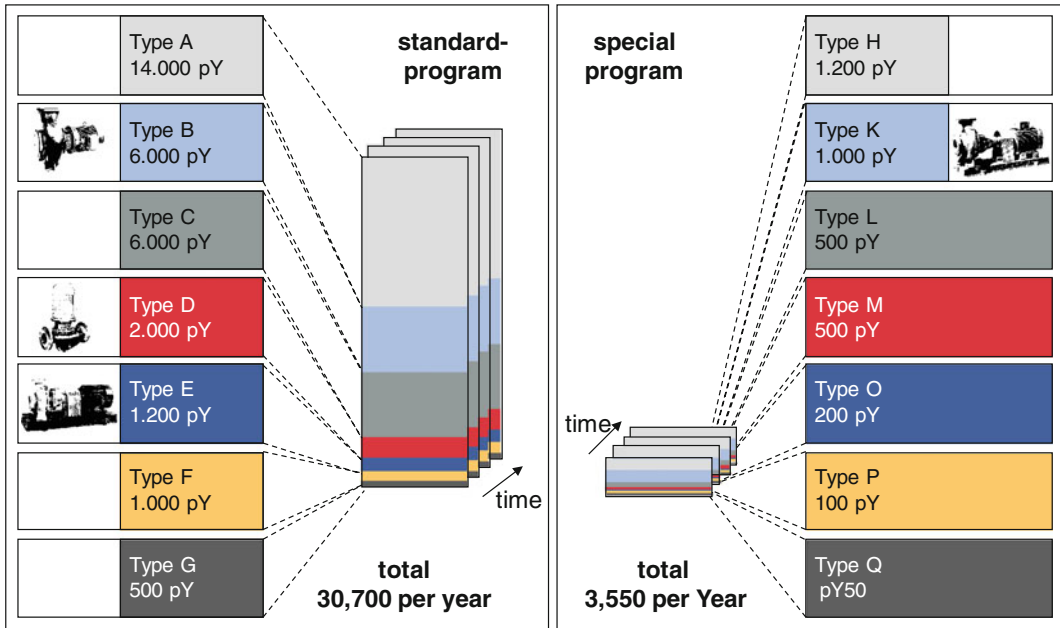 Type A
14.000 pY
Type B
6.000 pY
Type C
6.000 pY
Type D
2.000 pY
Type E
1.200 pY
Type F
1.000 pY
Type G
500 pY
standard-
program
time
total
30,700 per year
special
program
time
total
3,550 per Year
Type H
1.200 pY
Type K
1.000 pY
Type L
500 pY
Type M
500 pY
Type O
200 pY
Type P
100 pY
Type Q
pY50